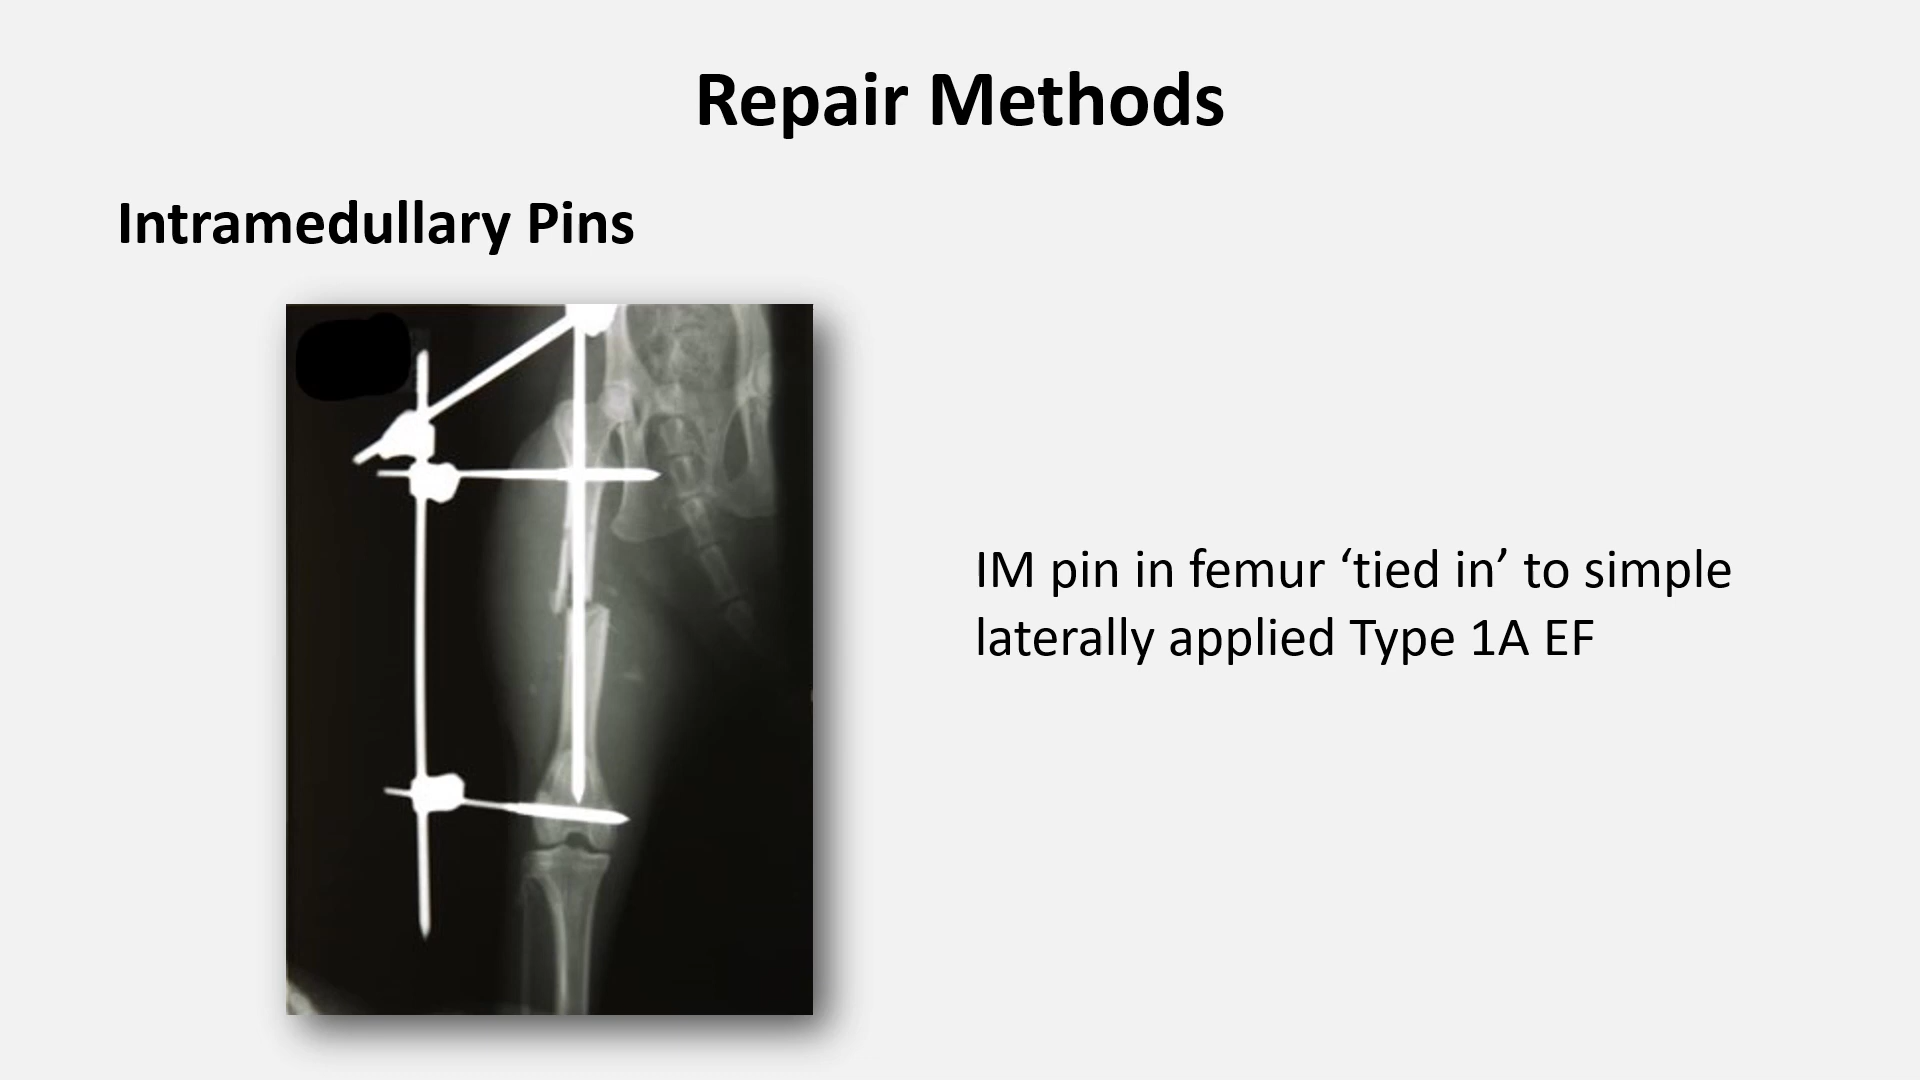 Repair Methods
Intramedullary Pins
IM pin in femur ‘tied in’ to simple
laterally applied Type 1A EF